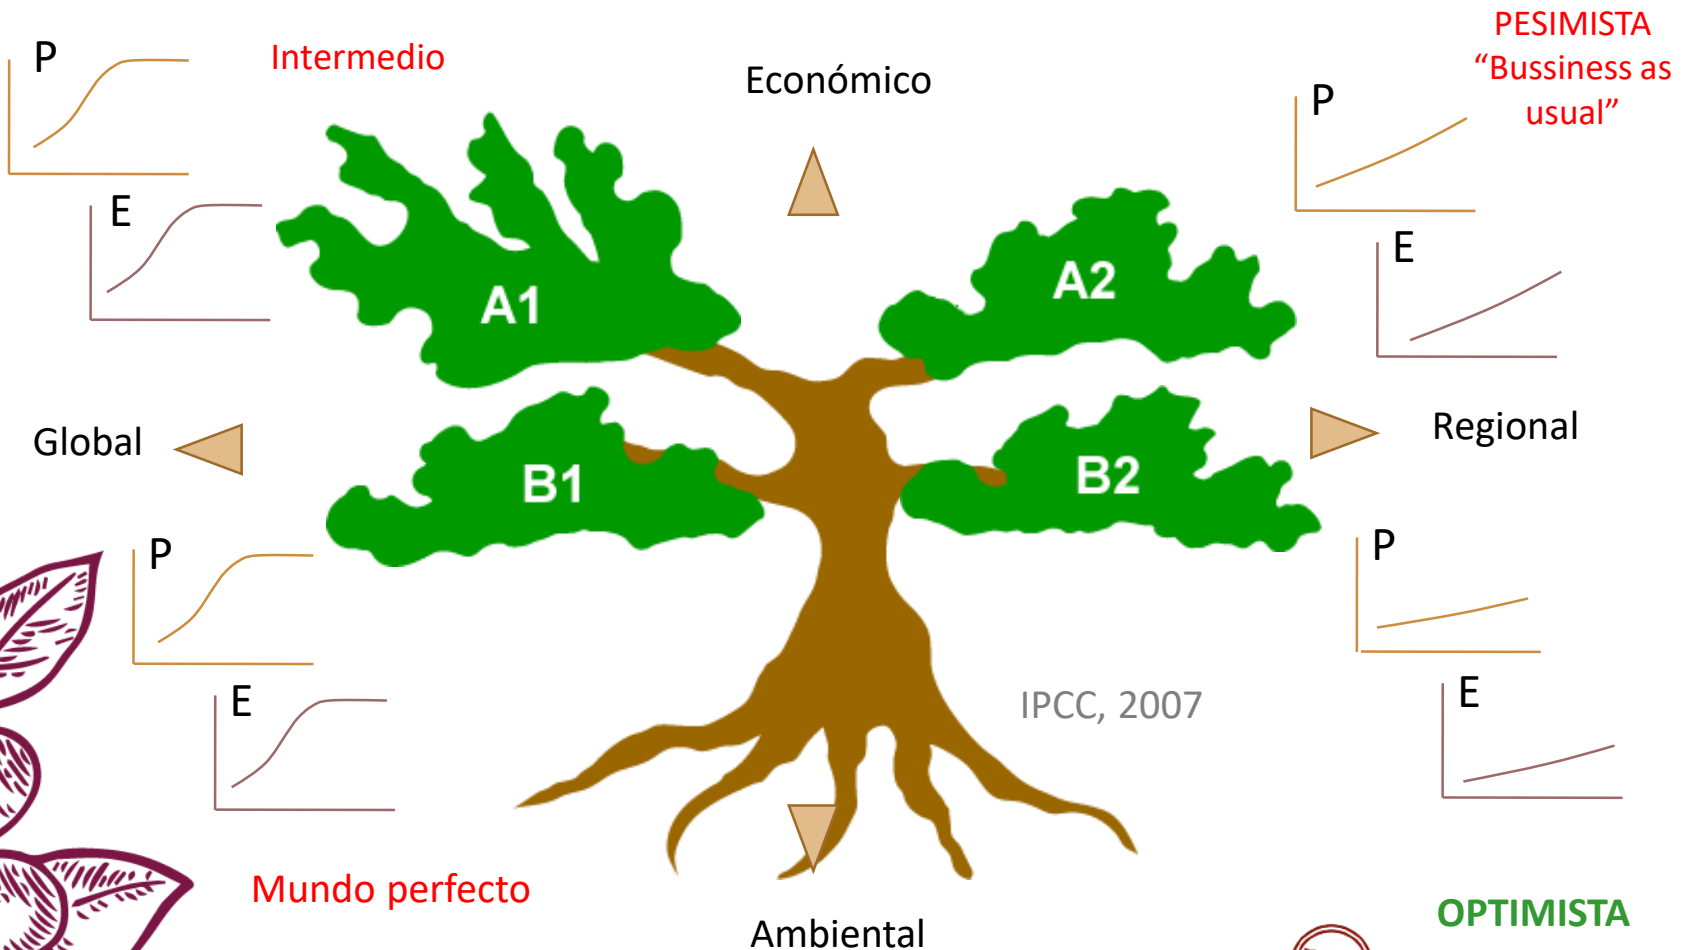 P
Intermedio
Económico
PESIMISTA
“Bussiness as
usual”
P
E
E
A1
A2
Global
Regional
B1
B2
P
P
E
E
IPCC, 2007
Mundo perfecto
Ambiental
OPTIMISTA